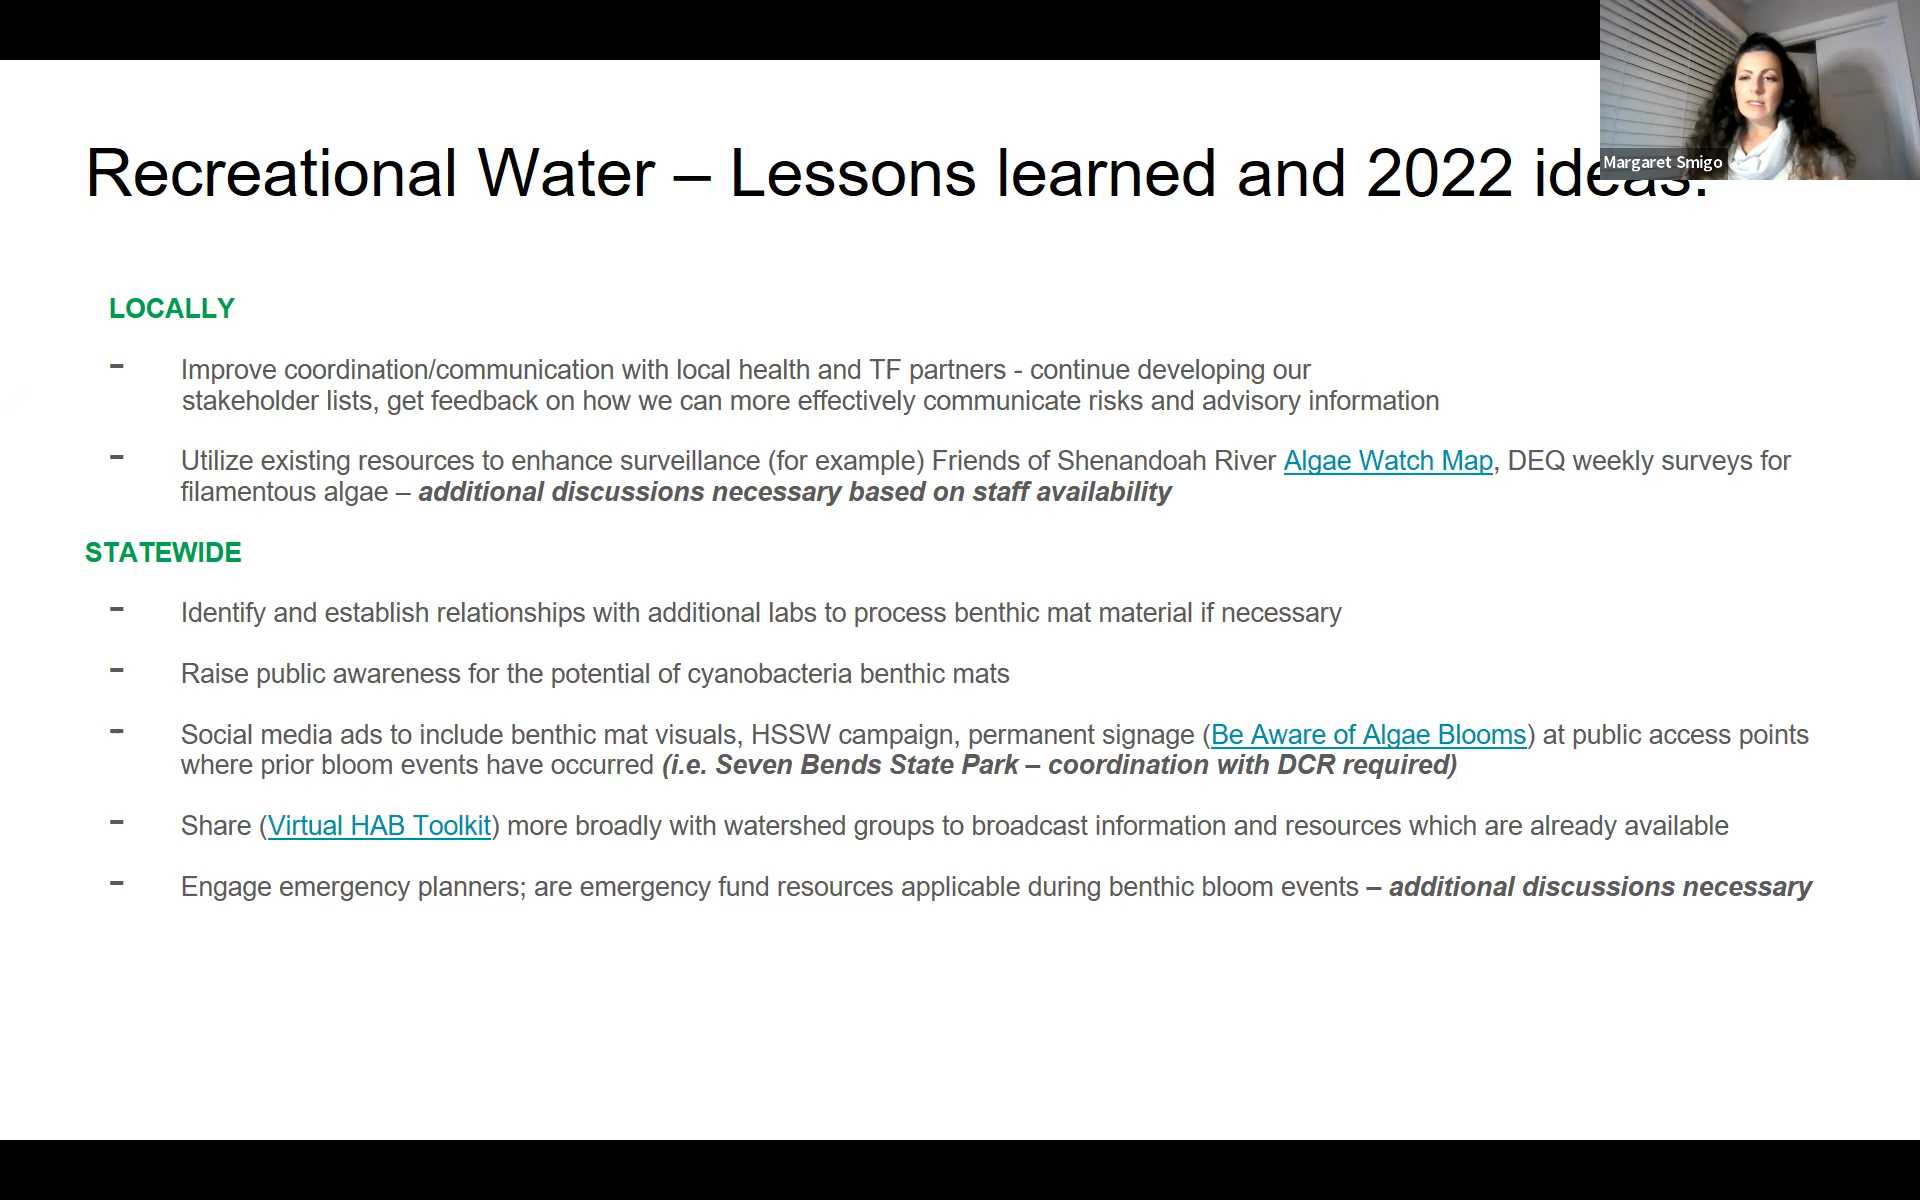 Margaret Smigo
Recreational Water – Lessons learned and 2022 ideas:
LOCALLY
- Improve coordination/communication with local health and TF partners - continue developing our
stakeholder lists, get feedback on how we can more effectively communicate risks and advisory information
- Utilize existing resources to enhance surveillance (for example) Friends of Shenandoah River Algae Watch Map, DEQ weekly surveys for
filamentous algae – additional discussions necessary based on staff availability
STATEWIDE
- Identify and establish relationships with additional labs to process benthic mat material if necessary
- Raise public awareness for the potential of cyanobacteria benthic mats
- Social media ads to include benthic mat visuals, HSSW campaign, permanent signage (Be Aware of Algae Blooms) at public access points
where prior bloom events have occurred (i.e. Seven Bends State Park – coordination with DCR required)
- Share (Virtual HAB Toolkit) more broadly with watershed groups to broadcast information and resources which are already available
- Engage emergency planners; are emergency fund resources applicable during benthic bloom events – additional discussions necessary